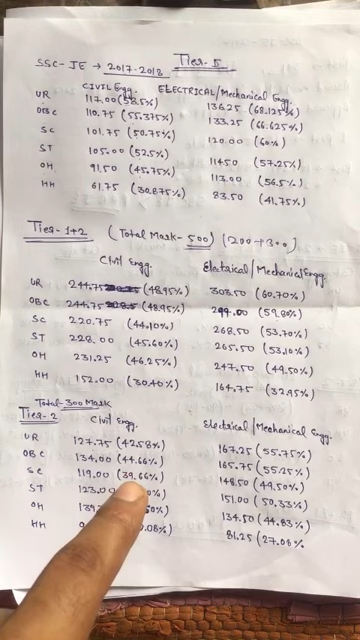 SSC-JE → 2017-2018 Tier-I
CIVIL Engg. ELECTRICAL/Mechanical Engg.
UR 117.00 (58.5%) 136.25 (68.125%)
OBC 110.75 (55.375%) 133.25 (66.625%)
SC 101.75 (50.75%) 120.00 (60%)
ST 105.00 (52.5%) 114.50 (57.25%)
OH 91.50 (45.75%) 113.00 (56.5%)
HH 61.75 (30.875%) 83.50 (41.75%)
Tier-1+2 (Total Mark-500) (200+300)
Civil Engg. Electrical/Mechanical Engg.
UR 244.75 (48.95%) 303.50 (60.70%)
OBC 244.75 (48.95%) 299.00 (59.80%)
SC 220.75 (44.10%) 268.50 (53.70%)
ST 228.00 (45.60%) 265.50 (53.10%)
OH 231.25 (46.25%) 247.50 (49.50%)
HH 152.00 (30.40%) 164.75 (32.95%)
Total-300 Mark
Tier-2 Civil Engg. Electrical/Mechanical Engg.
UR 127.75 (42.58%) 167.25 (55.75%)
OBC 134.00 (44.66%) 165.75 (55.25%)
SC 119.00 (39.66%) 148.50 (49.50%)
ST 123.0 0%) 151.00 (50.33%)
OH 139. 50%) 134.50 (44.83%)
HH 0.08%) 81.25 (27.08%